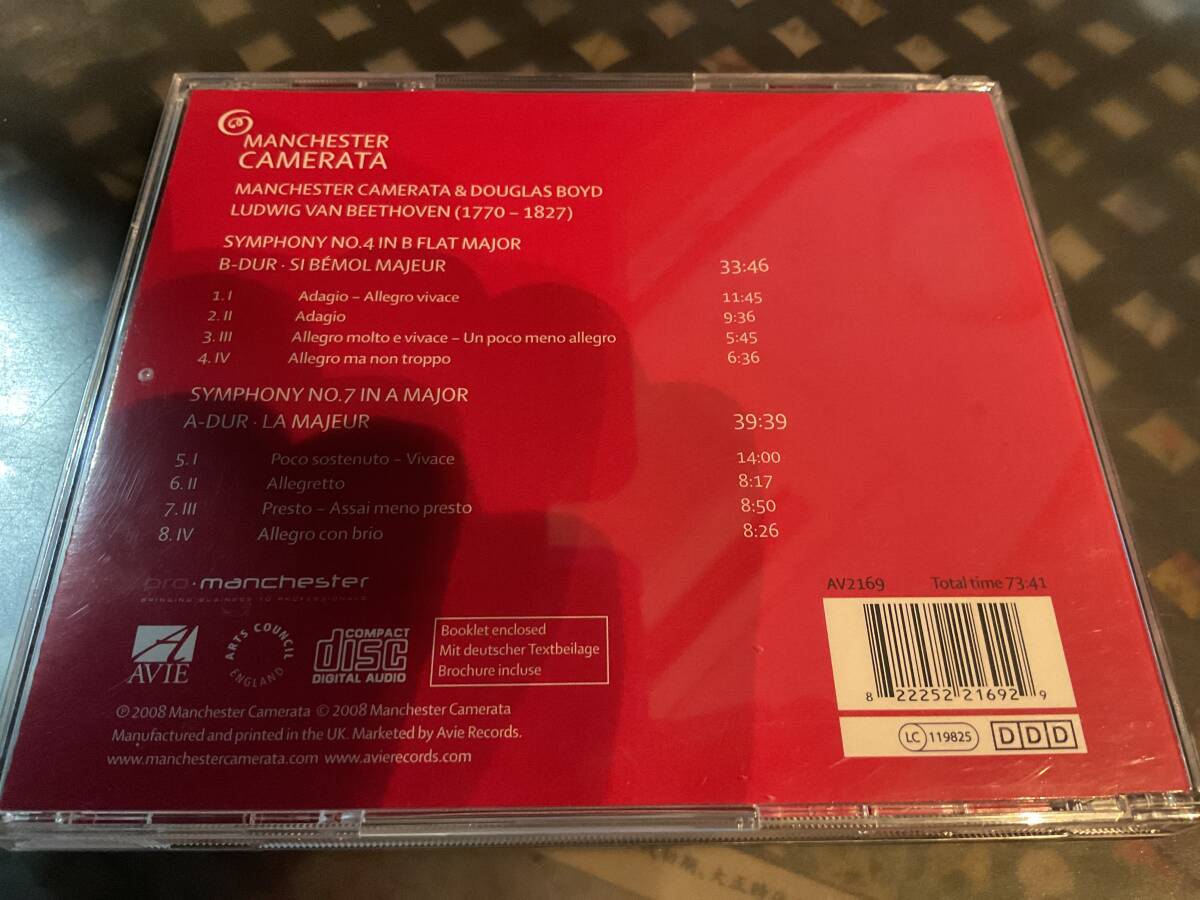 MANCHESTER
CAMERATA
MANCHESTER CAMERATA & DOUGLAS BOYD
LUDWIG VAN BEETHOVEN (1770 – 1827)
SYMPHONY NO.4 IN B FLAT MAJOR
B-DUR · SI BÉMOL MAJEUR 33:46
1. I Adagio – Allegro vivace 11:45
2. II Adagio 9:36
3. III Allegro molto e vivace – Un poco meno allegro 5:45
4. IV Allegro ma non troppo 6:36
SYMPHONY NO.7 IN A MAJOR
A-DUR · LA MAJEUR 39:39
5. I Poco sostenuto – Vivace 14:00
6. II Allegretto 8:17
7. III Presto – Assai meno presto 8:50
8. IV Allegro con brio 8:26
pro·manchester
BRINGING BUSINESS TO PROFESSIONALS
AV2169 Total time 73:41
AVIE
ARTS COUNCIL
ENGLAND
COMPACT
disc
DIGITAL AUDIO
Booklet enclosed
Mit deutscher Textbeilage
Brochure incluse
8 22252 21692 9
LC 119825 DDD
℗ 2008 Manchester Camerata © 2008 Manchester Camerata
Manufactured and printed in the UK. Marketed by Avie Records.
www.manchestercamerata.com www.avierecords.com